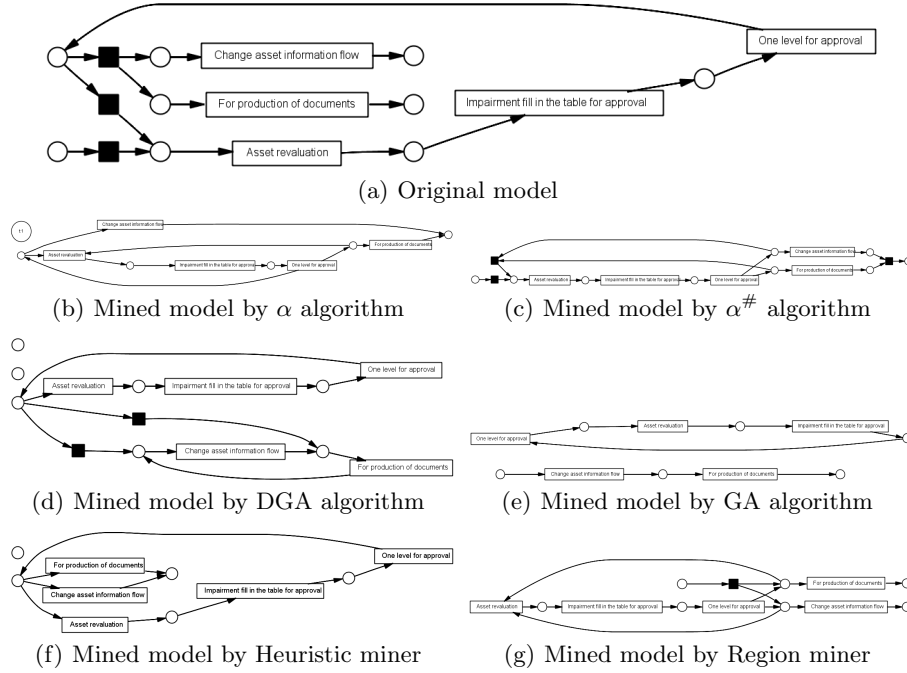 One level for approval
Change asset information flow
For production of documents
Impairment fill in the table for approval
Asset revaluation
(a) Original model
t1
Change asset information flow
For production of documents
Asset revaluation
Impairment fill in the table for approval
One level for approval
(b) Mined model by α algorithm
Change asset information flow
For production of documents
Asset revaluation
Impairment fill in the table for approval
One level for approval
(c) Mined model by α# algorithm
One level for approval
Asset revaluation
Impairment fill in the table for approval
Change asset information flow
For production of documents
(d) Mined model by DGA algorithm
Asset revaluation
Impairment fill in the table for approval
One level for approval
Change asset information flow
For production of documents
(e) Mined model by GA algorithm
One level for approval
For production of documents
Impairment fill in the table for approval
Change asset information flow
Asset revaluation
(f) Mined model by Heuristic miner
For production of documents
Asset revaluation
Impairment fill in the table for approval
One level for approval
Change asset information flow
(g) Mined model by Region miner